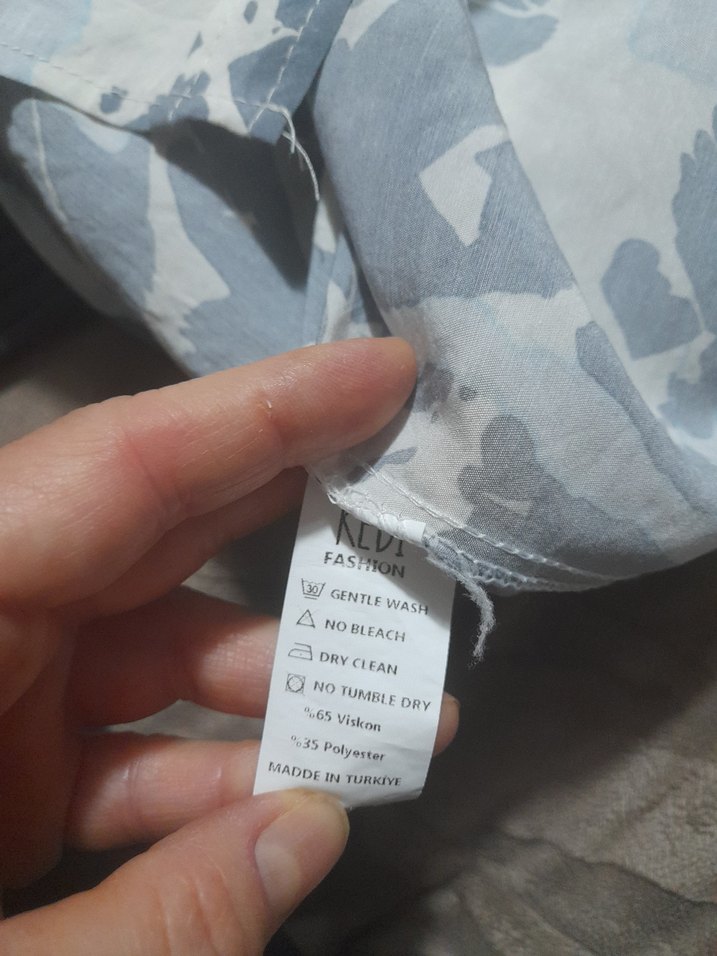 KEDI
FASHION
30 GENTLE WASH
NO BLEACH
DRY CLEAN
NO TUMBLE DRY
%65 Viskon
%35 Polyester
MADDE IN TURKİYE